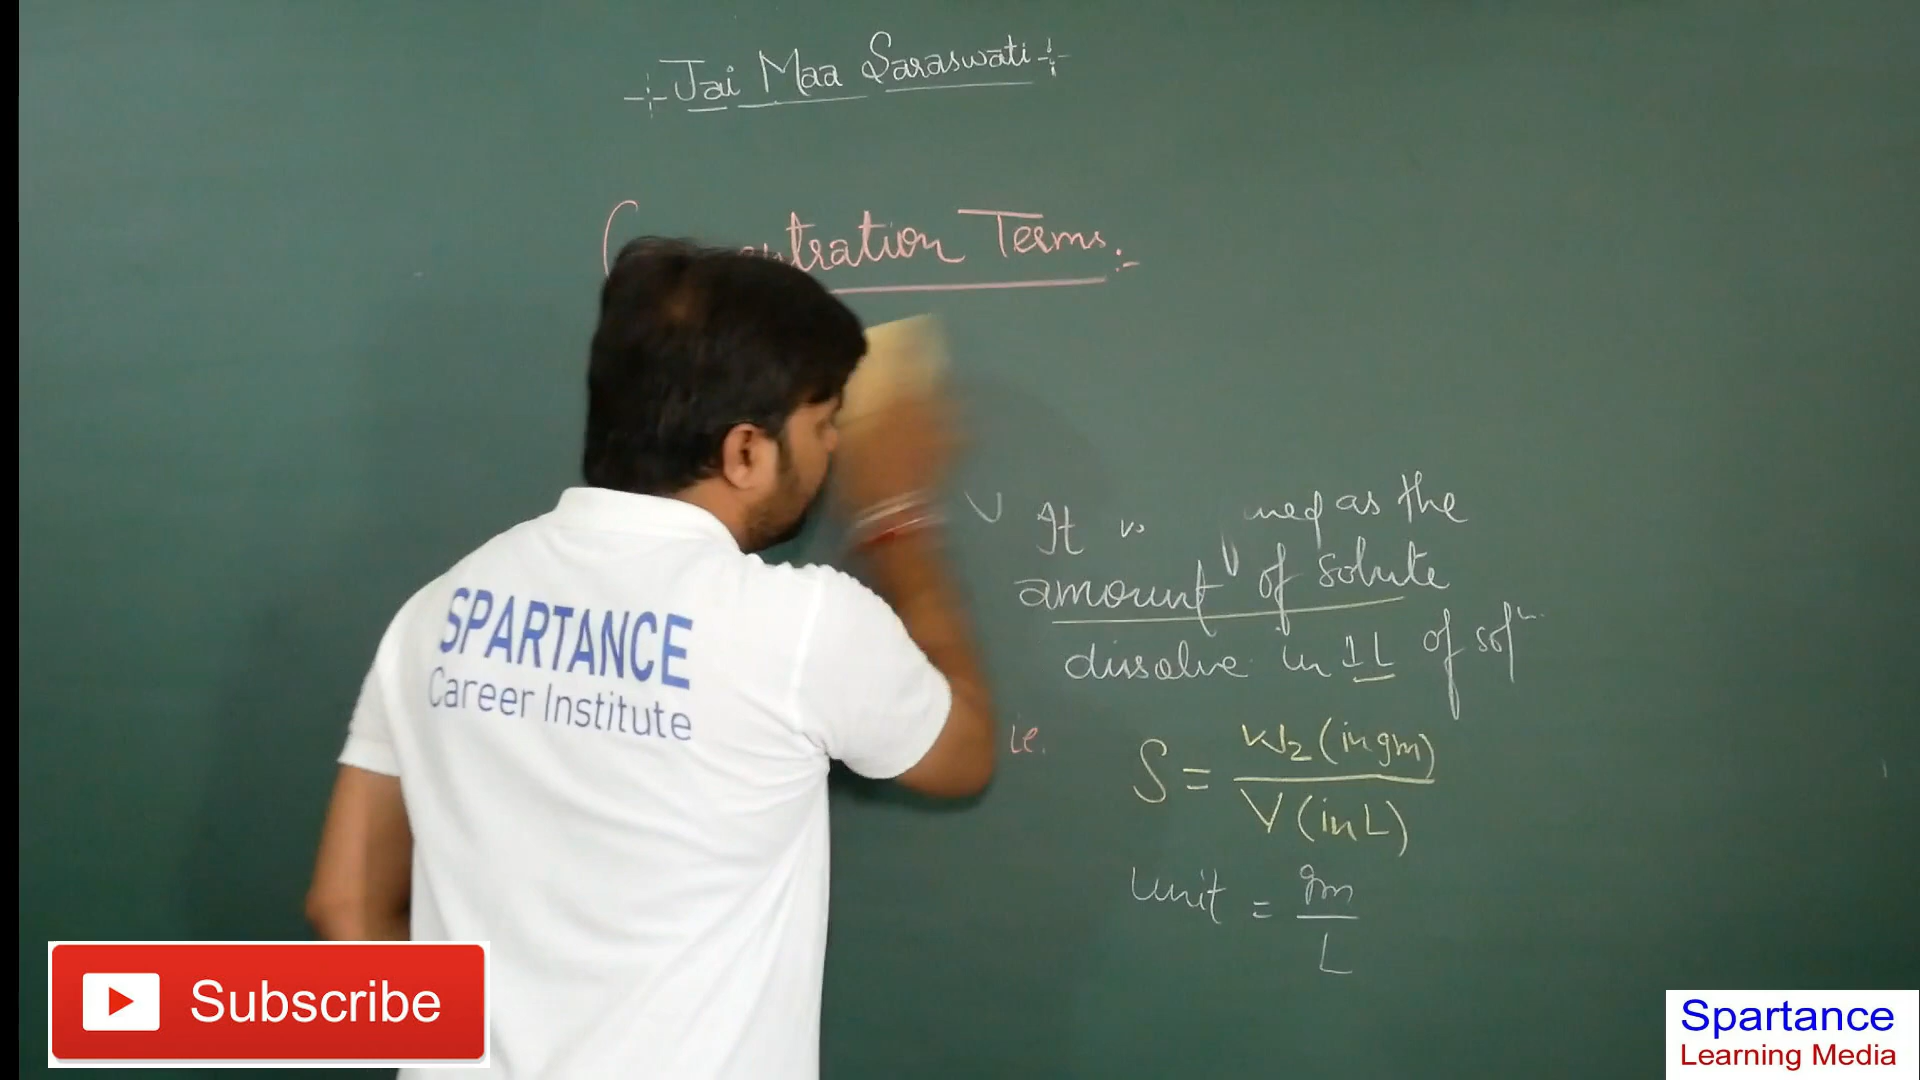 Jai Maa Saraswati
tration Terms :-
It is as the
amount of solute
dissolve in 1L of sol
i.e. S = W₂ (in gm) / V (in L)
unit = gm / L
SPARTANCE
Career Institute
Subscribe
Spartance
Learning Media